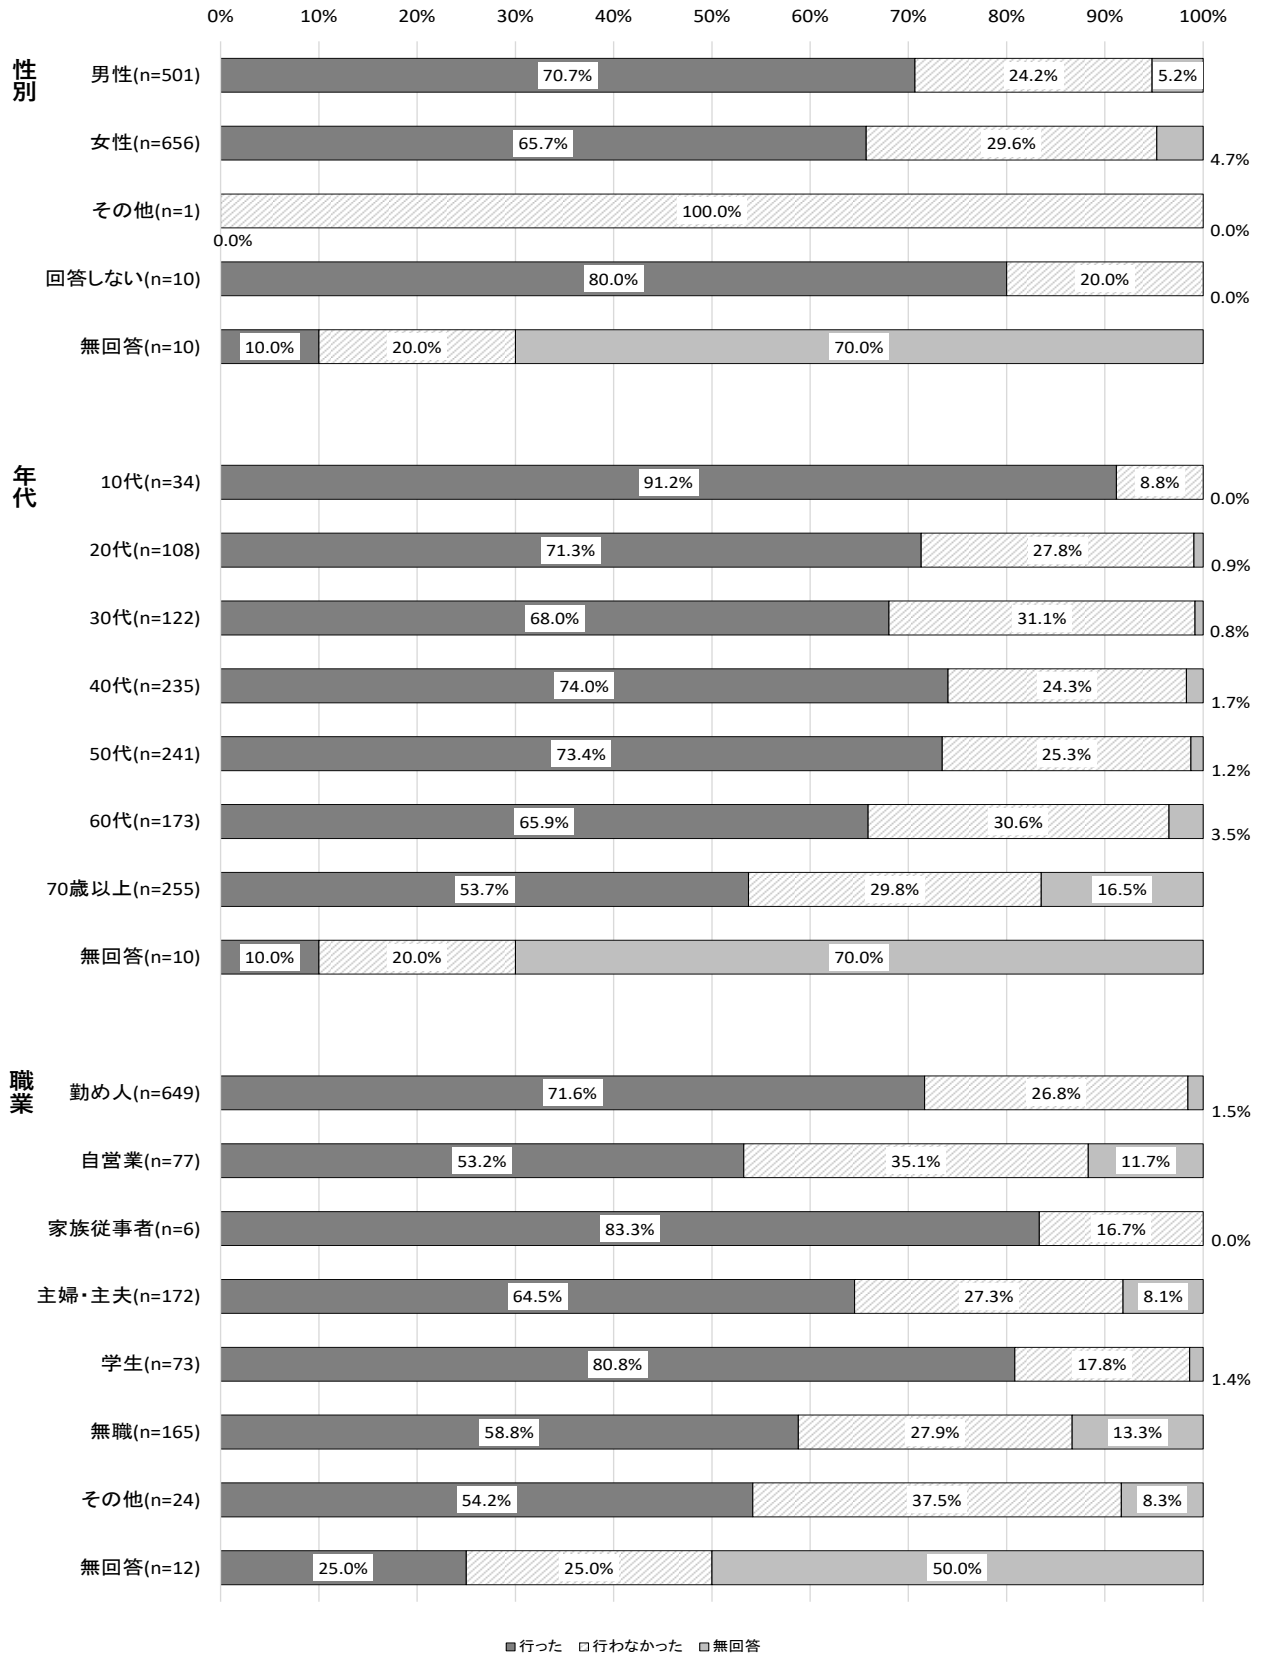 0% 10% 20% 30% 40% 50% 60% 70% 80% 90% 100%
性別
男性(n=501) 70.7% 24.2% 5.2%
女性(n=656) 65.7% 29.6% 4.7%
その他(n=1) 0.0% 100.0% 0.0%
回答しない(n=10) 80.0% 20.0% 0.0%
無回答(n=10) 10.0% 20.0% 70.0%
年代
10代(n=34) 91.2% 8.8% 0.0%
20代(n=108) 71.3% 27.8% 0.9%
30代(n=122) 68.0% 31.1% 0.8%
40代(n=235) 74.0% 24.3% 1.7%
50代(n=241) 73.4% 25.3% 1.2%
60代(n=173) 65.9% 30.6% 3.5%
70歳以上(n=255) 53.7% 29.8% 16.5%
無回答(n=10) 10.0% 20.0% 70.0%
職業
勤め人(n=649) 71.6% 26.8% 1.5%
自営業(n=77) 53.2% 35.1% 11.7%
家族従事者(n=6) 83.3% 16.7% 0.0%
主婦・主夫(n=172) 64.5% 27.3% 8.1%
学生(n=73) 80.8% 17.8% 1.4%
無職(n=165) 58.8% 27.9% 13.3%
その他(n=24) 54.2% 37.5% 8.3%
無回答(n=12) 25.0% 25.0% 50.0%
行った 行わなかった 無回答